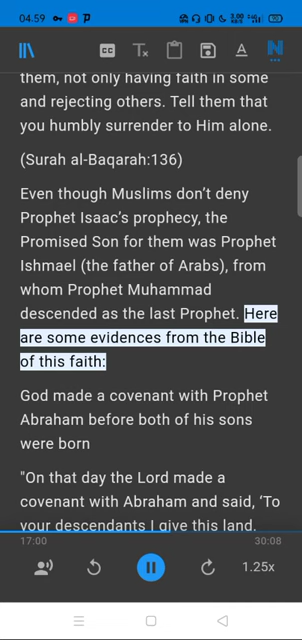 04.59
3,00 KB/S
50
CC
T
A
N
them, not only having faith in some
and rejecting others. Tell them that
you humbly surrender to Him alone.
(Surah al-Baqarah:136)
Even though Muslims don’t deny
Prophet Isaac’s prophecy, the
Promised Son for them was Prophet
Ishmael (the father of Arabs), from
whom Prophet Muhammad
descended as the last Prophet. Here
are some evidences from the Bible
of this faith:
God made a covenant with Prophet
Abraham before both of his sons
were born
"On that day the Lord made a
covenant with Abraham and said, ‘To
your descendants I give this land,
17:00
30:08
1.25x